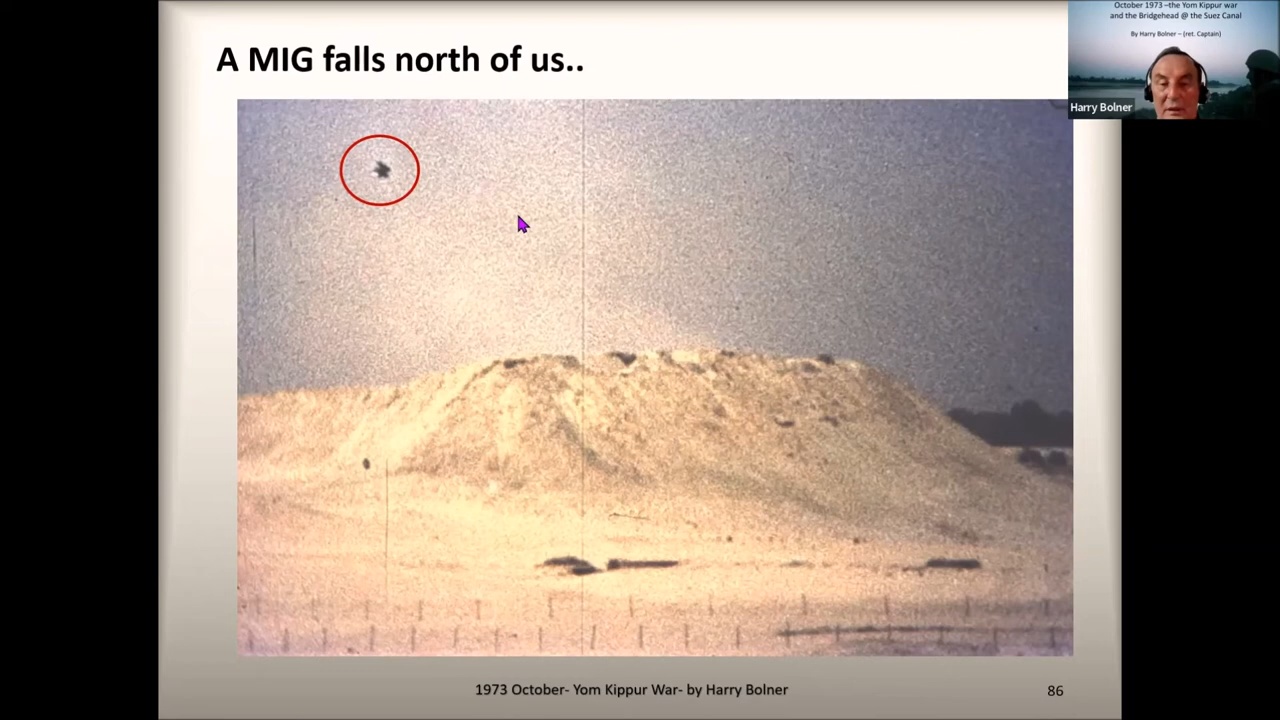 A MIG falls north of us..
October 1973 –the Yom Kippur war
and the Bridgehead @ the Suez Canal
By Harry Bolner – (ret. Captain)
Harry Bolner
1973 October- Yom Kippur War- by Harry Bolner
86